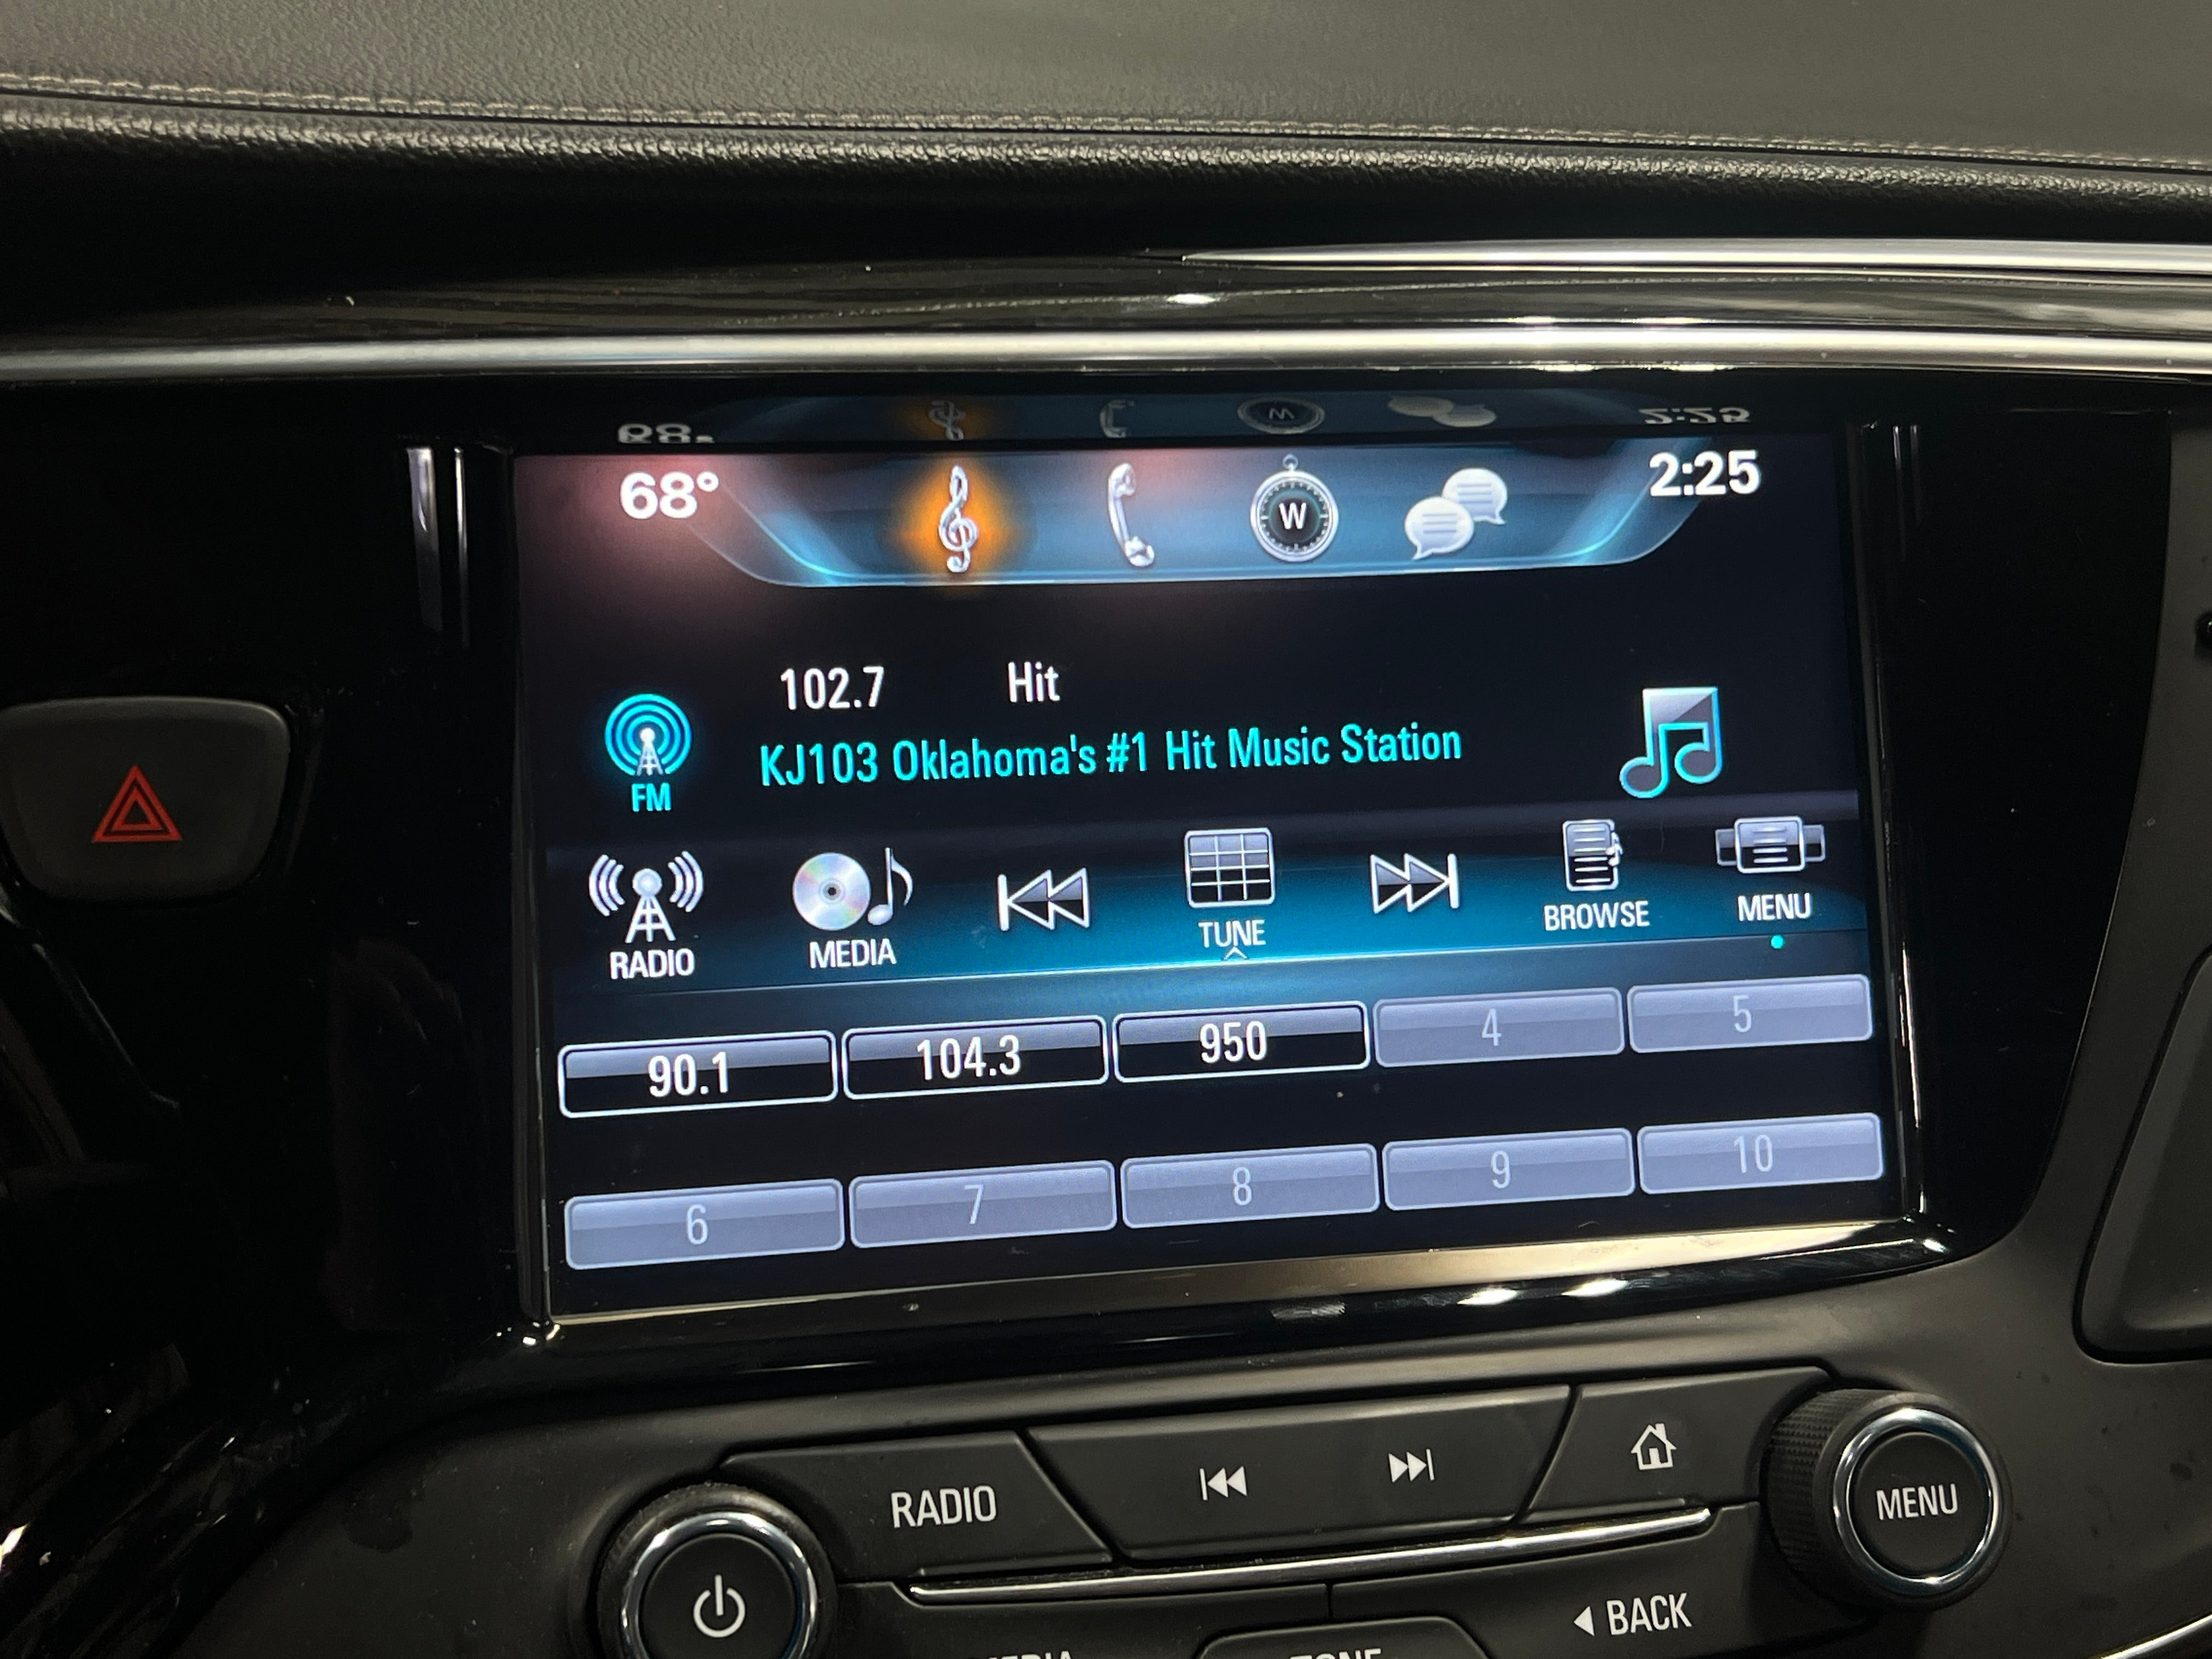 68° W 2:25
102.7 Hit
KJ103 Oklahoma's #1 Hit Music Station
FM
RADIO MEDIA TUNE BROWSE MENU
90.1 104.3 950 4 5
6 7 8 9 10
RADIO MENU
BACK